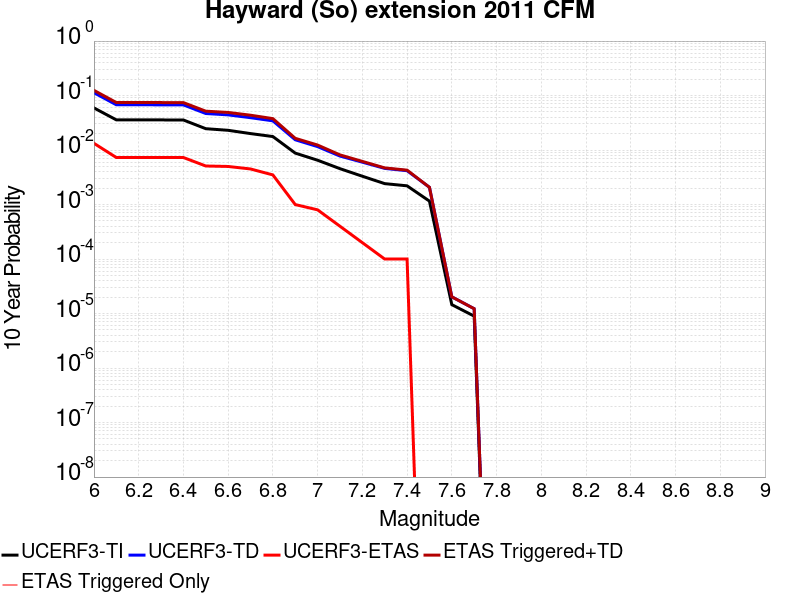 Hayward (So) extension 2011 CFM
10 Year Probability
10^0
10^-1
10^-2
10^-3
10^-4
10^-5
10^-6
10^-7
10^-8
6 6.2 6.4 6.6 6.8 7 7.2 7.4 7.6 7.8 8 8.2 8.4 8.6 8.8 9
Magnitude
UCERF3-TI UCERF3-TD UCERF3-ETAS ETAS Triggered+TD
ETAS Triggered Only